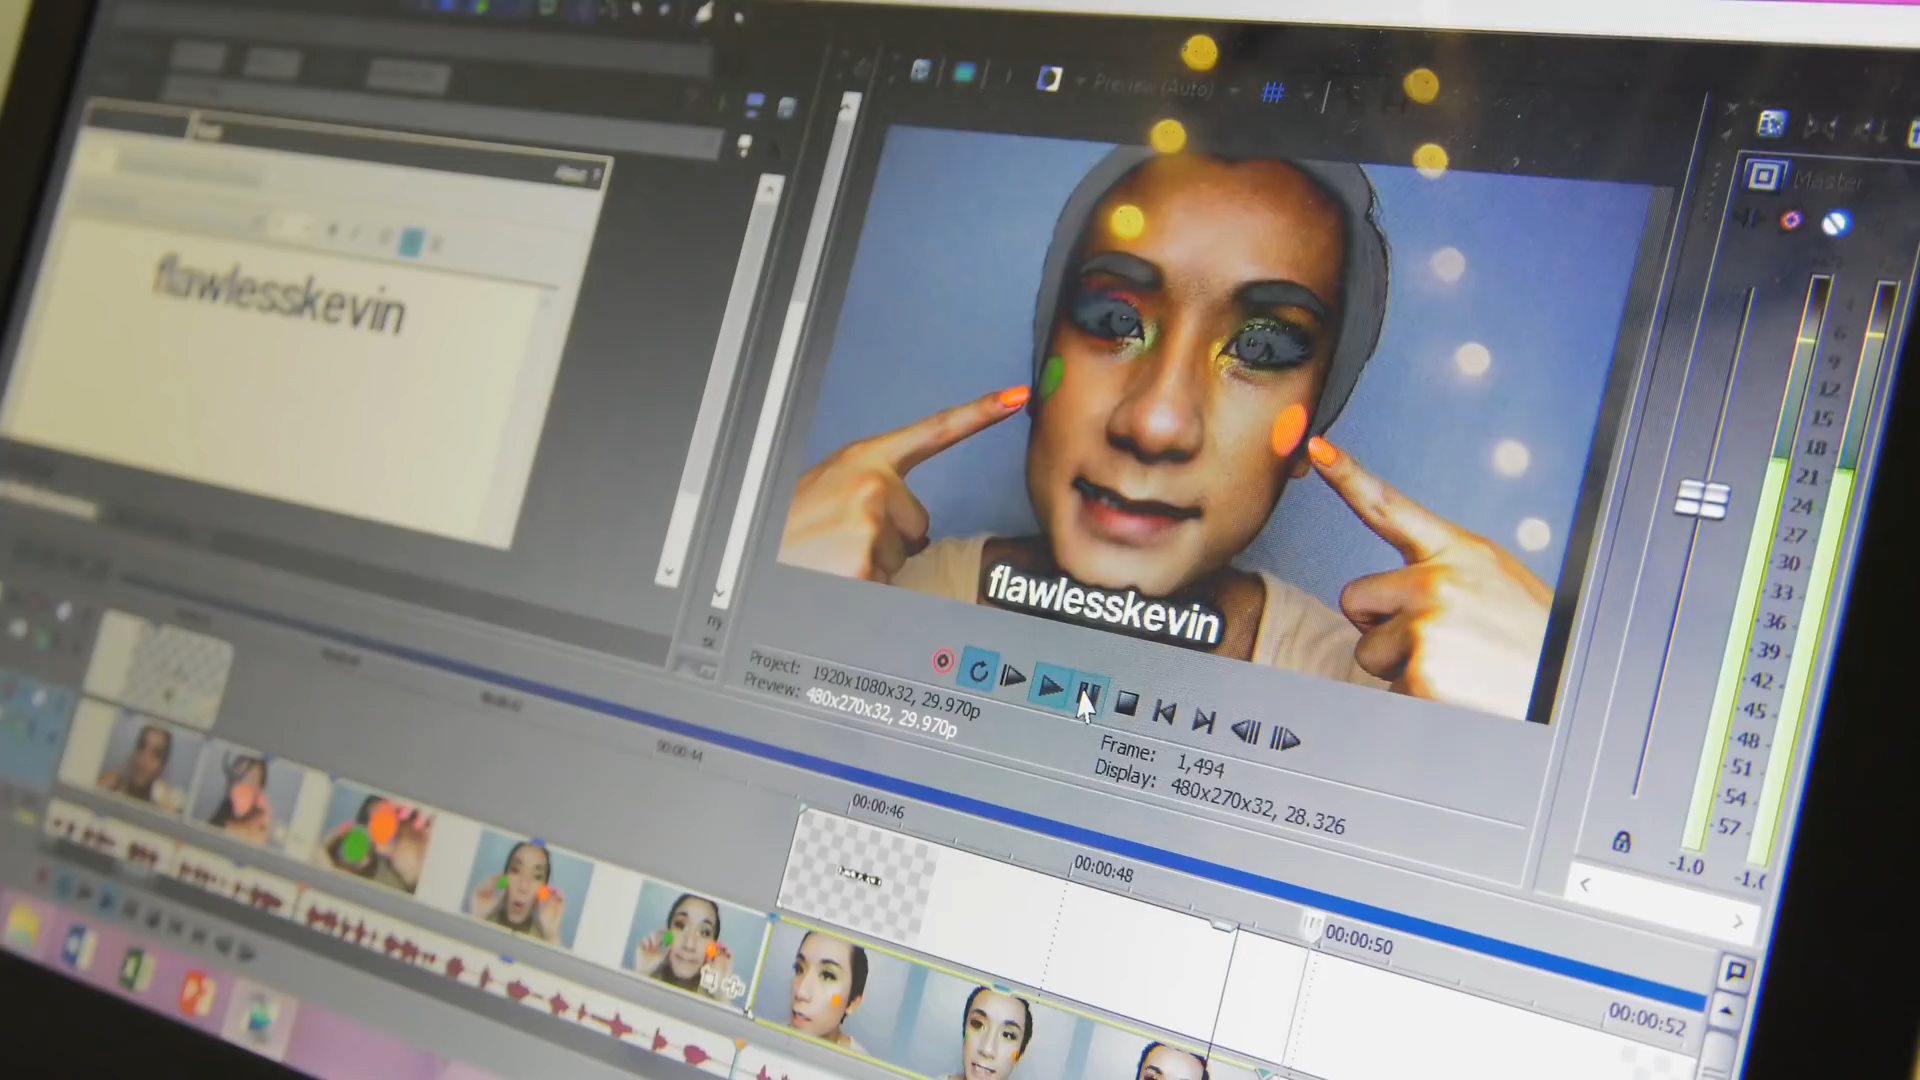 About
flawlesskevin
Preview (Auto)
Master
flawlesskevin
Project: 1920x1080x32, 29.970p
Preview: 480x270x32, 29.970p
Frame: 1,494
Display: 480x270x32, 28.326
6
9
12
15
18
21
24
27
30
33
36
39
42
45
48
51
54
57
-1.0
00:00:44
00:00:46
00:00:48
00:00:50
00:00:52